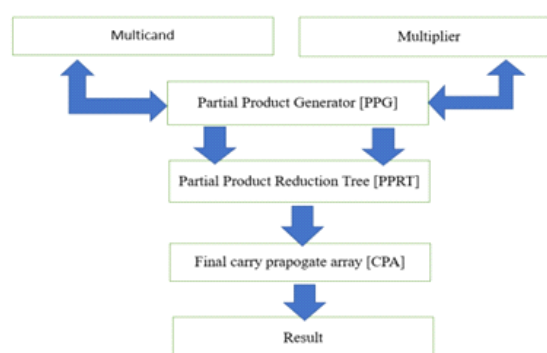 Multicand
Multiplier
Partial Product Generator [PPG]
Partial Product Reduction Tree [PPRT]
Final carry prapogate array [CPA]
Result